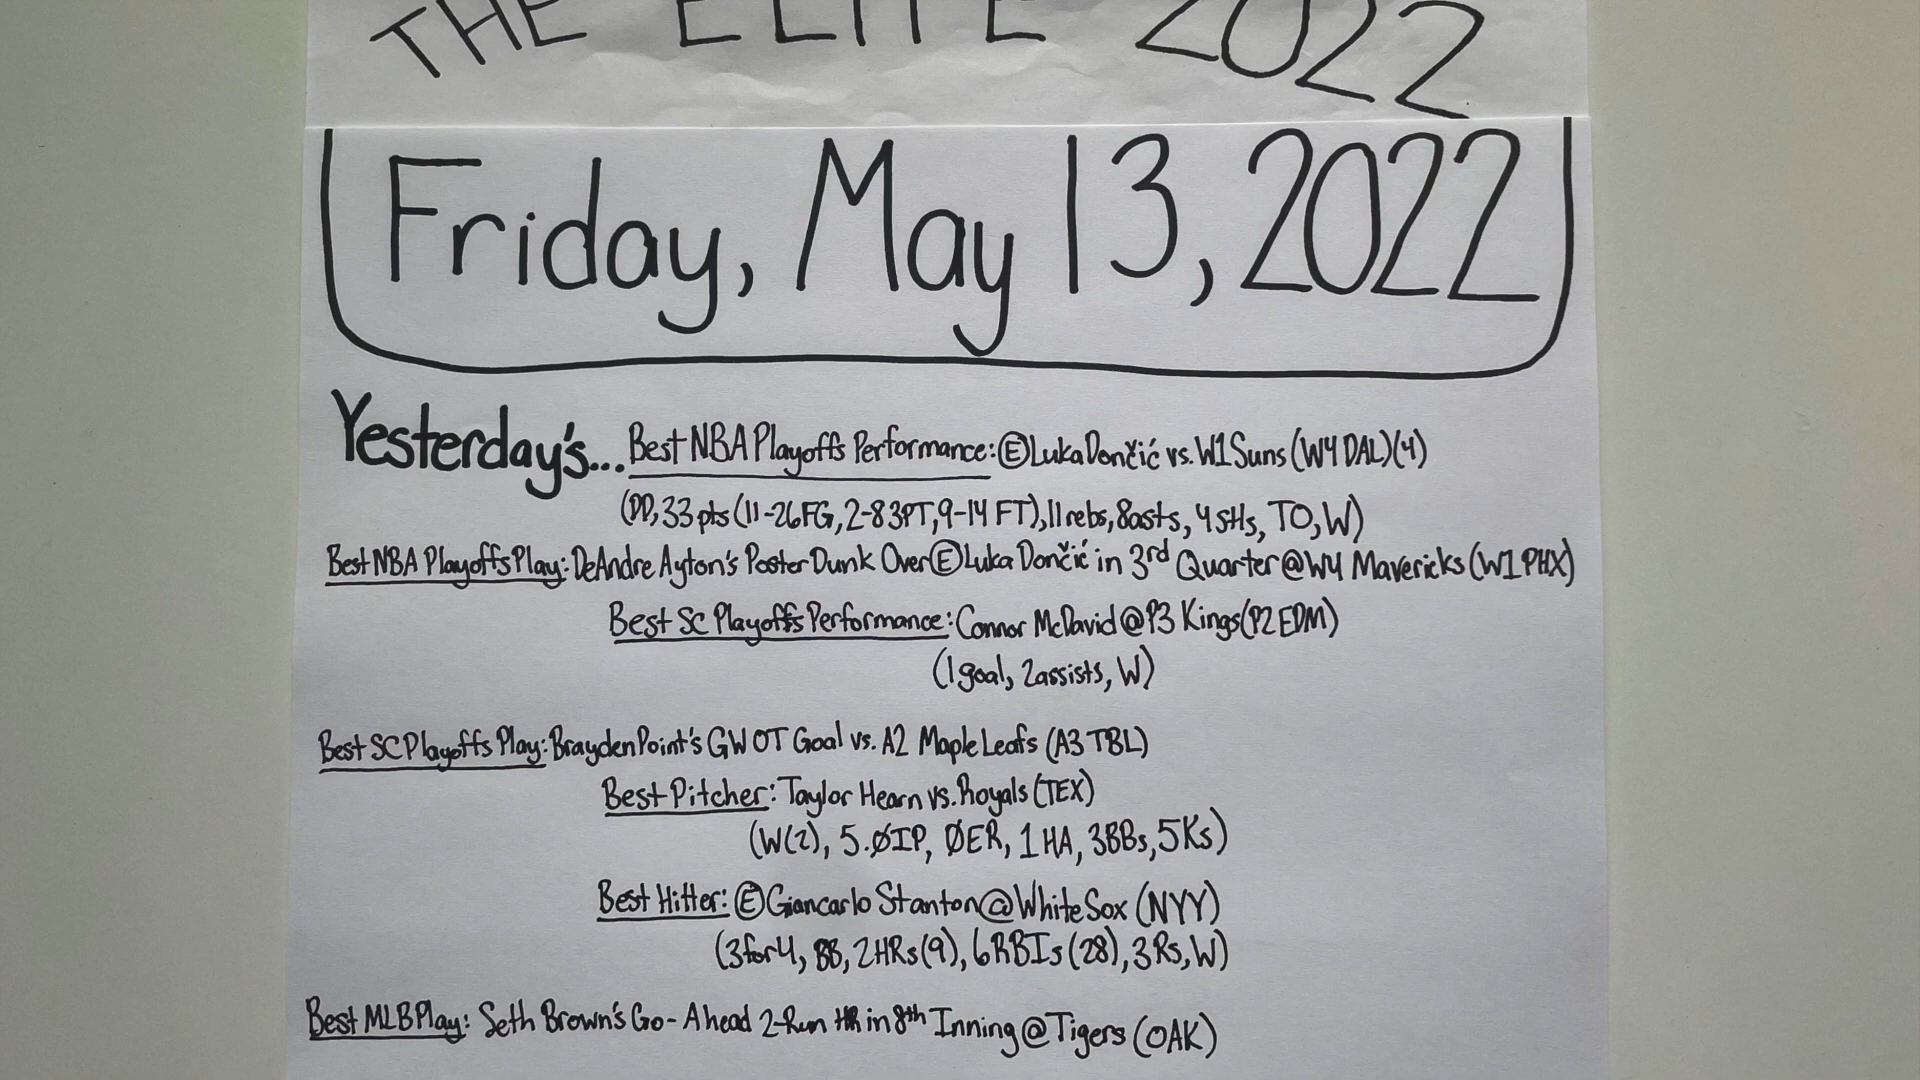 THE ELITE 2022
Friday, May 13, 2022
Yesterday's... Best NBA Playoffs Performance: Ⓔ Luka Dončić vs. W1 Suns (W4 DAL)(4)
(DD, 33 pts (11-26 FG, 2-8 3PT, 9-14 FT), 11 rebs, 8 asts, 4 stls, TO, W)
Best NBA Playoffs Play: DeAndre Ayton's Poster Dunk Over Ⓔ Luka Dončić in 3rd Quarter @ W4 Mavericks (W1 PHX)
Best SC Playoffs Performance: Connor McDavid @ P3 Kings (P2 EDM)
(1 goal, 2 assists, W)
Best SC Playoffs Play: Brayden Point's GW OT Goal vs. A2 Maple Leafs (A3 TBL)
Best Pitcher: Taylor Hearn vs. Royals (TEX)
(W(2), 5.0 IP, 0 ER, 1 HA, 3 BBs, 5 Ks)
Best Hitter: Ⓔ Giancarlo Stanton @ White Sox (NYY)
(3 for 4, BB, 2 HRs (9), 6 RBIs (28), 3 Rs, W)
Best MLB Play: Seth Brown's Go-Ahead 2-Run HR in 8th Inning @ Tigers (OAK)